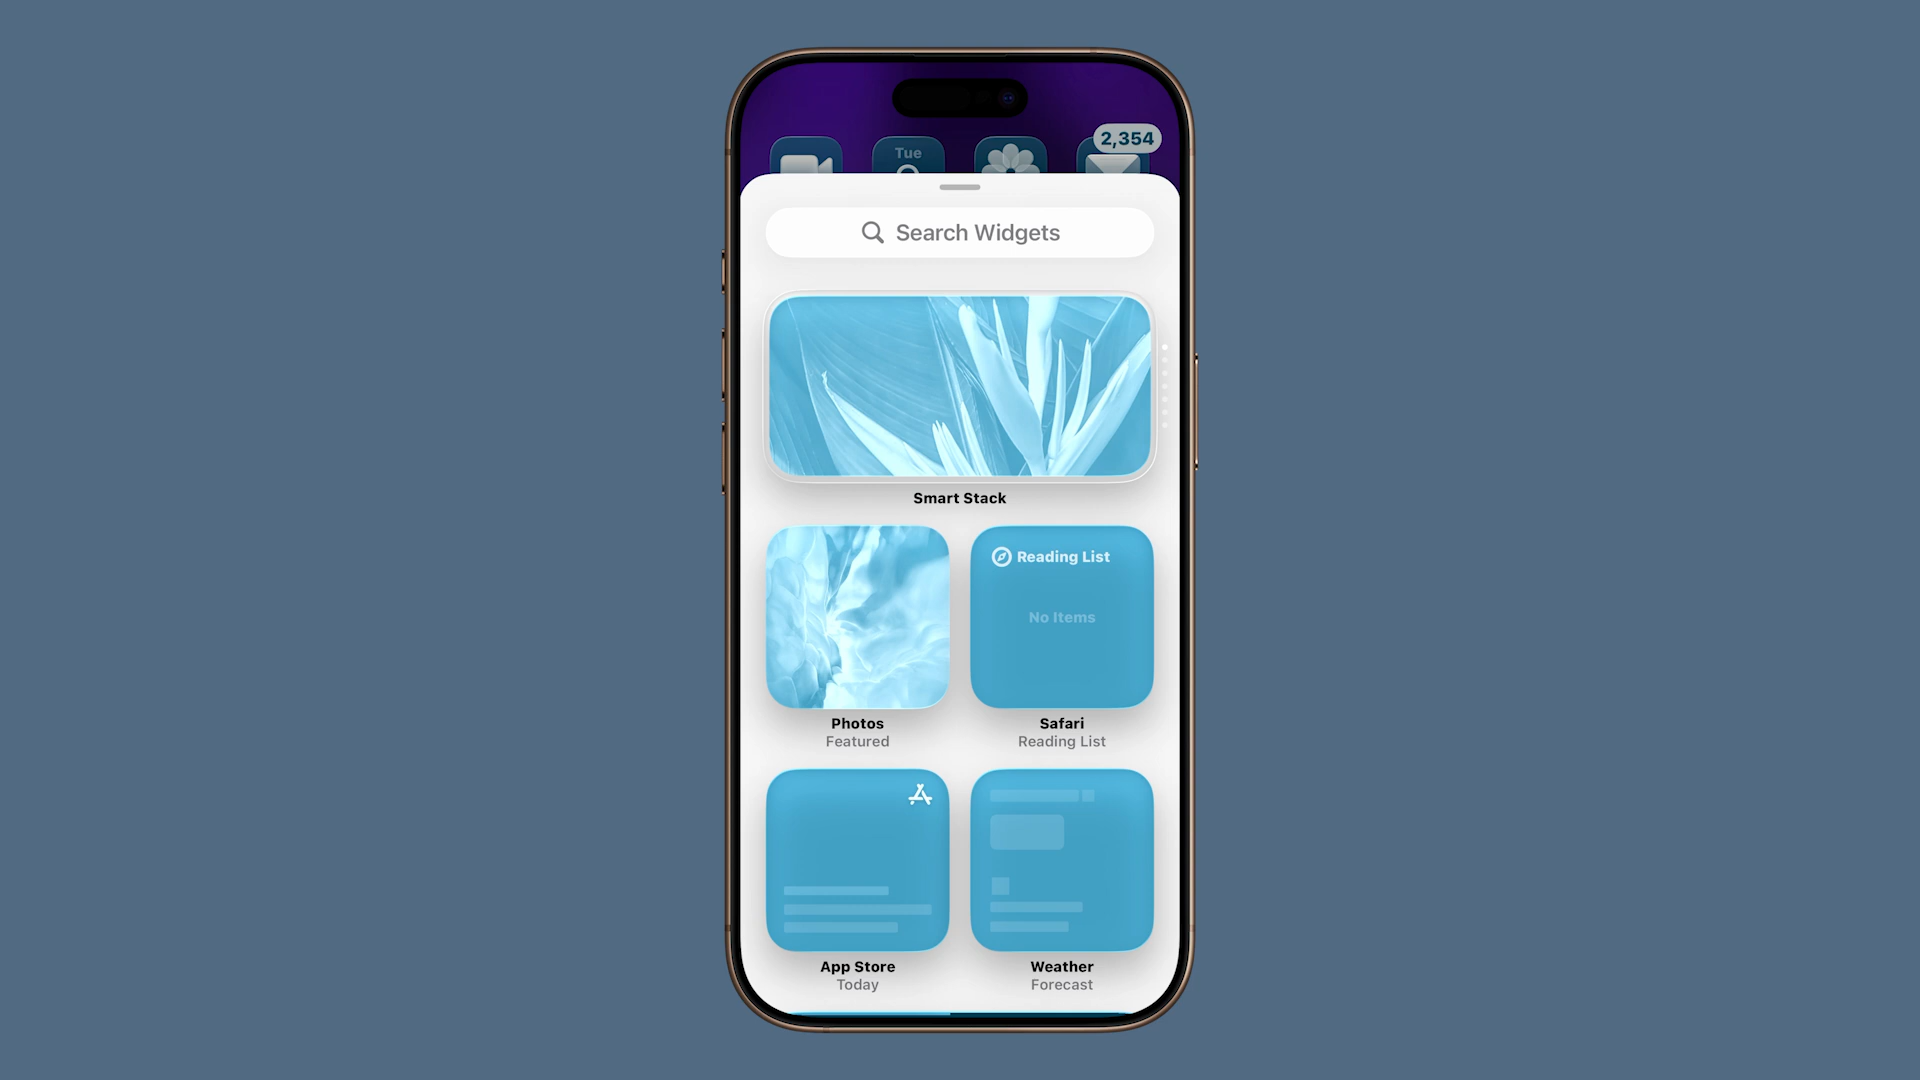 2,354
Tue
Search Widgets
Smart Stack
Reading List
No Items
Photos
Featured
Safari
Reading List
App Store
Today
Weather
Forecast